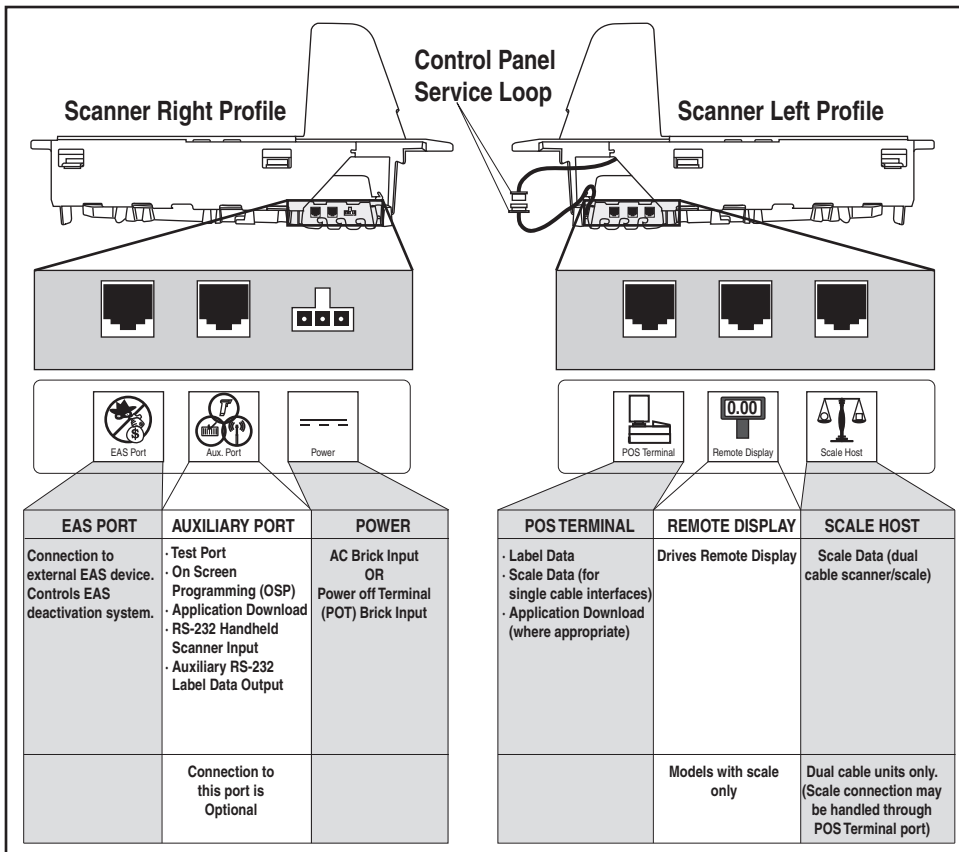 Control Panel
Service Loop
Scanner Right Profile
Scanner Left Profile
EAS Port
Aux. Port
Power
$
0.00
POS Terminal
Remote Display
Scale Host
EAS PORT
Connection to
external EAS device.
Controls EAS
deactivation system.
AUXILIARY PORT
· Test Port
· On Screen
Programming (OSP)
· Application Download
· RS-232 Handheld
Scanner Input
· Auxiliary RS-232
Label Data Output
Connection to
this port is
Optional
POWER
AC Brick Input
OR
Power off Terminal
(POT) Brick Input
POS TERMINAL
· Label Data
· Scale Data (for
single cable interfaces)
· Application Download
(where appropriate)
REMOTE DISPLAY
Drives Remote Display
Models with scale
only
SCALE HOST
Scale Data (dual
cable scanner/scale)
Dual cable units only.
(Scale connection may
be handled through
POS Terminal port)